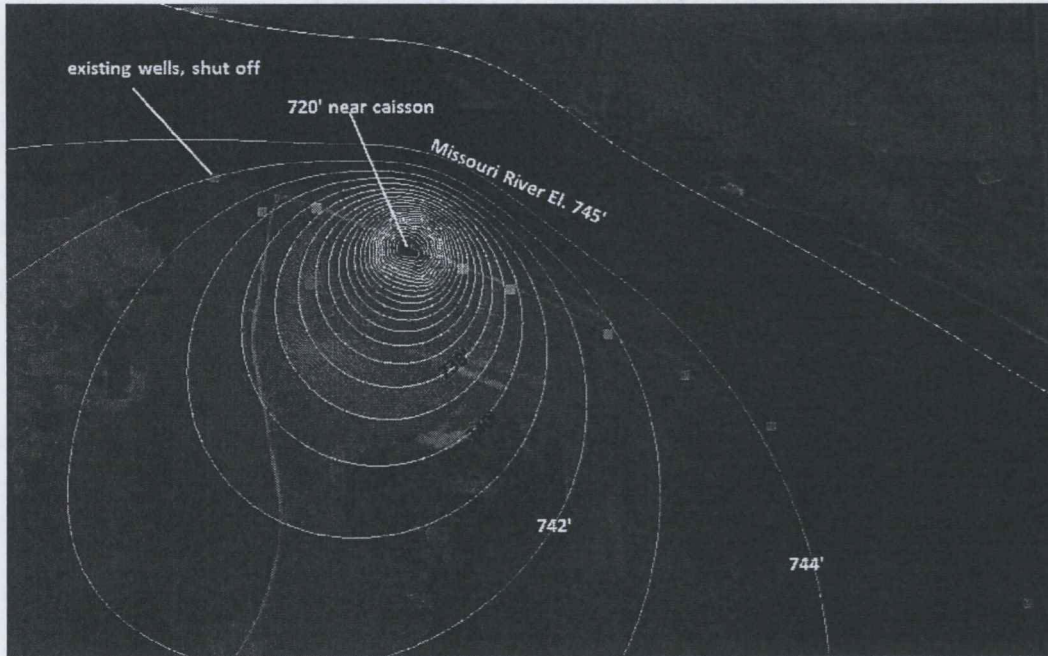 existing wells, shut off
720' near caisson
Missouri River El. 745'
742'
744'